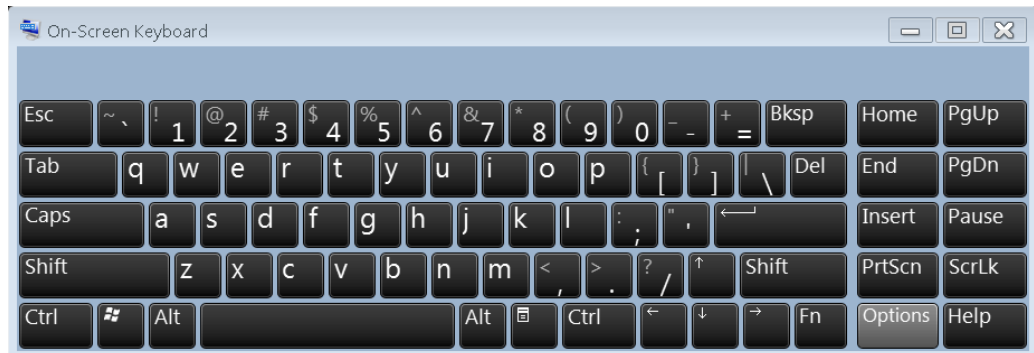 On-Screen Keyboard
Esc ~ ` ! 1 @ 2 # 3 $ 4 % 5 ^ 6 & 7 * 8 ( 9 ) 0 _ - + = Bksp Home PgUp
Tab q w e r t y u i o p { [ } ] | \ Del End PgDn
Caps a s d f g h j k l : ; " ' Insert Pause
Shift z x c v b n m < , > . ? / ↑ Shift PrtScn ScrLk
Ctrl Alt Alt Ctrl ← ↓ → Fn Options Help